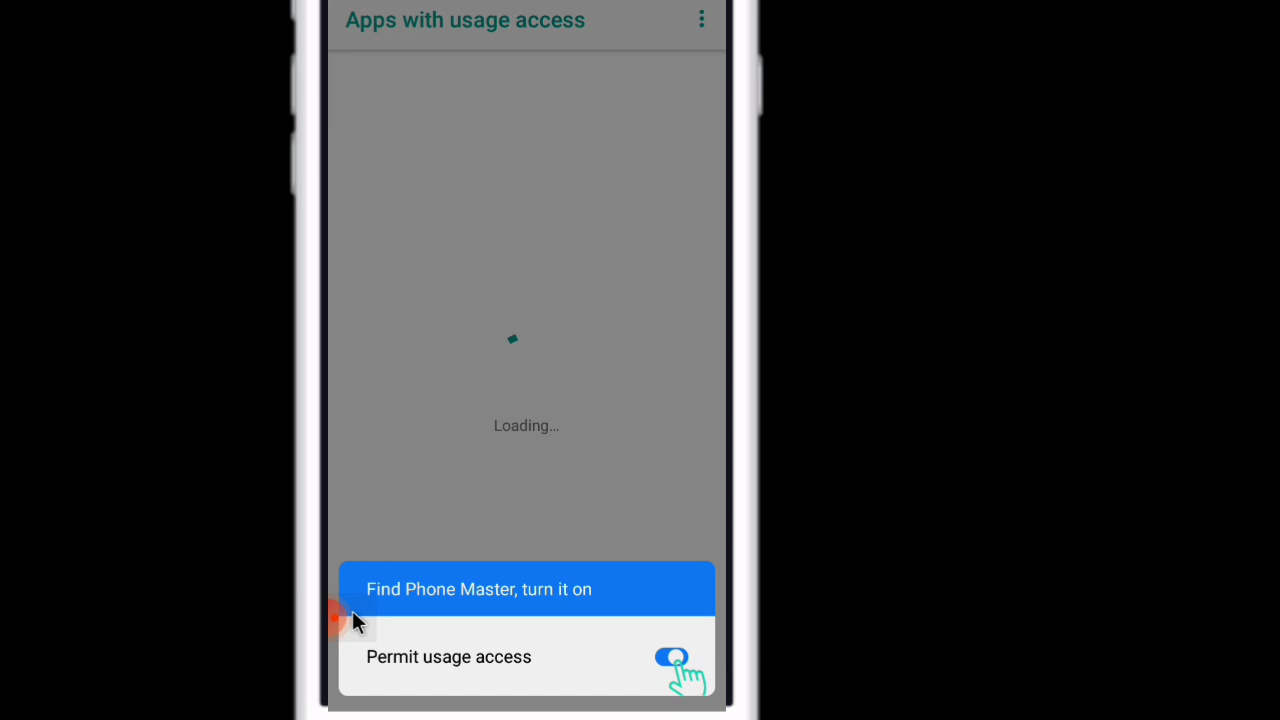 Apps with usage access
Loading...
Find Phone Master, turn it on
Permit usage access